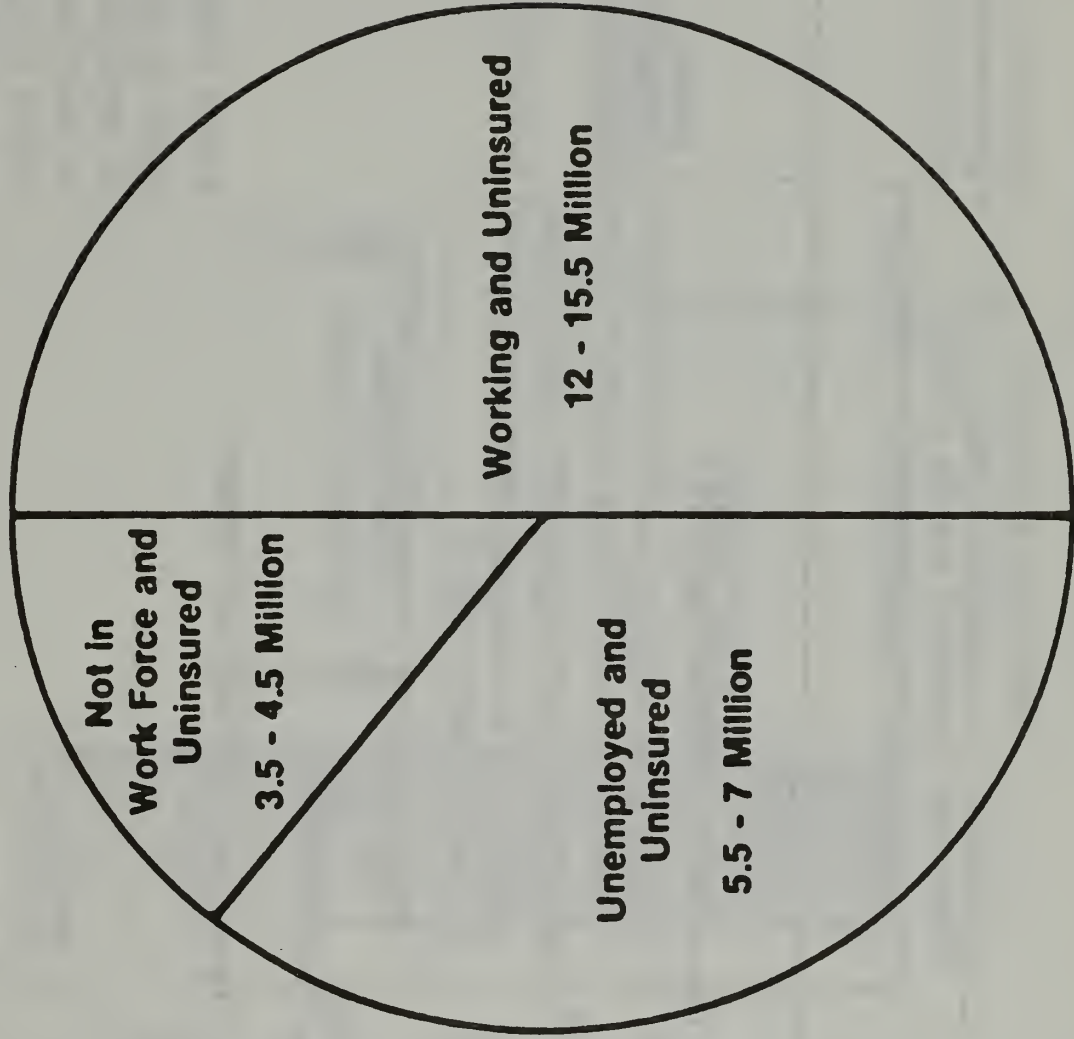 Working and Uninsured
12 - 15.5 Million
Not in
Work Force and
Uninsured
3.5 - 4.5 Million
Unemployed and
Uninsured
5.5 - 7 Million